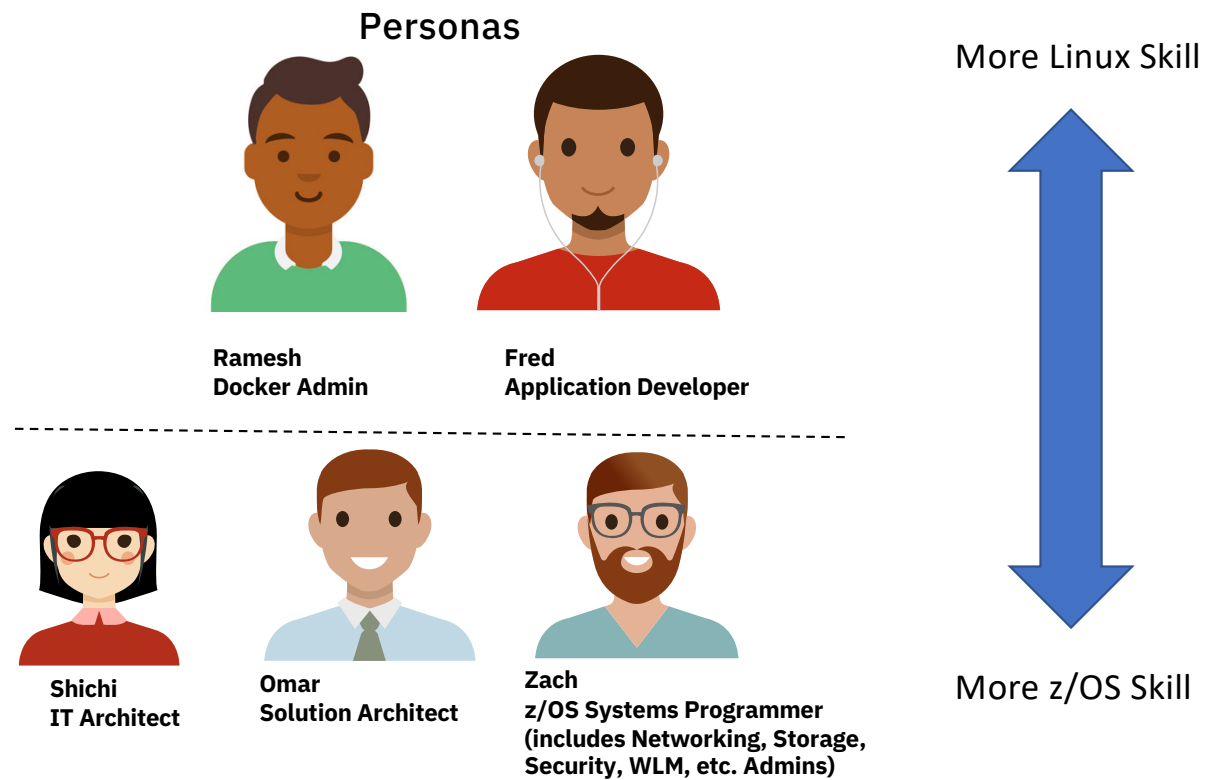 Personas
More Linux Skill
Ramesh
Docker Admin
Fred
Application Developer
Shichi
IT Architect
Omar
Solution Architect
Zach
z/OS Systems Programmer
(includes Networking, Storage,
Security, WLM, etc. Admins)
More z/OS Skill